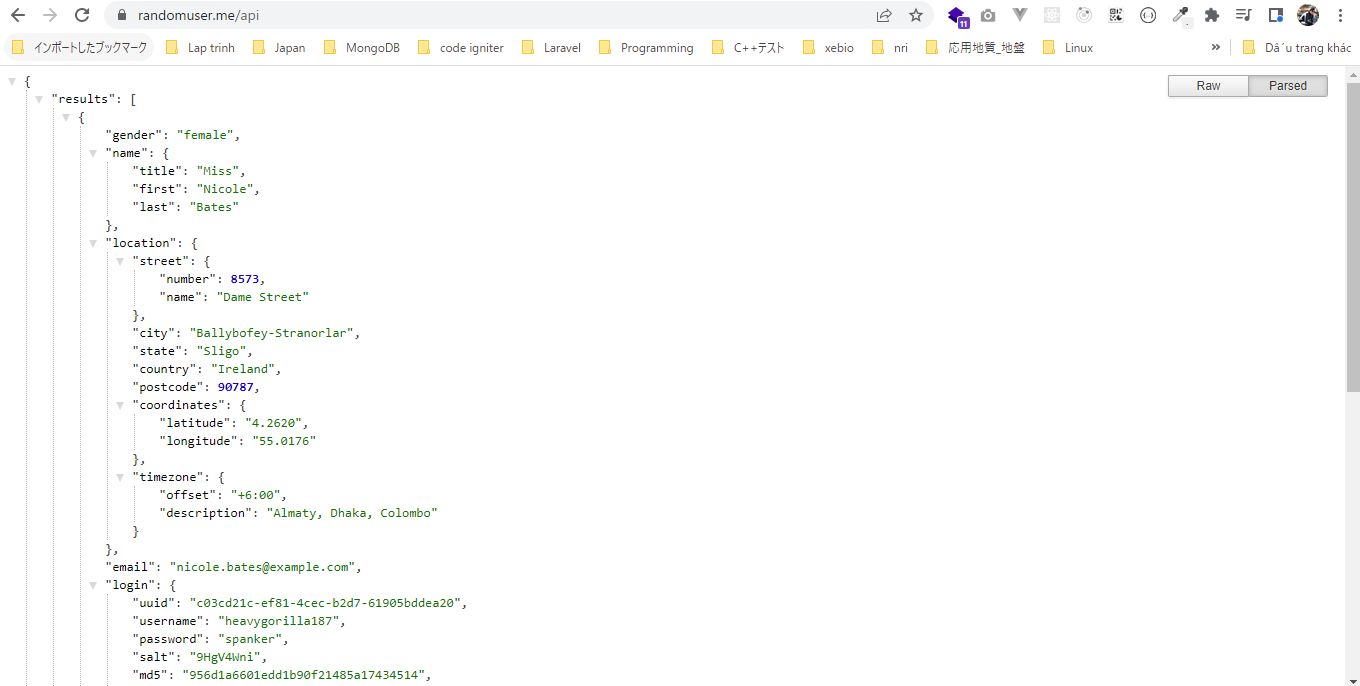 randomuser.me/api
11
インポートしたブックマーク Lap trinh Japan MongoDB code igniter Laravel Programming C++テスト xebio nri 応用地質_地盤 Linux » Dấu trang khác
Raw Parsed
{
"results": [
{
"gender": "female",
"name": {
"title": "Miss",
"first": "Nicole",
"last": "Bates"
},
"location": {
"street": {
"number": 8573,
"name": "Dame Street"
},
"city": "Ballybofey-Stranorlar",
"state": "Sligo",
"country": "Ireland",
"postcode": 90787,
"coordinates": {
"latitude": "4.2620",
"longitude": "55.0176"
},
"timezone": {
"offset": "+6:00",
"description": "Almaty, Dhaka, Colombo"
}
},
"email": "nicole.bates@example.com",
"login": {
"uuid": "c03cd21c-ef81-4cec-b2d7-61905bddea20",
"username": "heavygorilla187",
"password": "spanker",
"salt": "9HgV4Wni",
"md5": "956d1a6601edd1b90f21485a17434514",